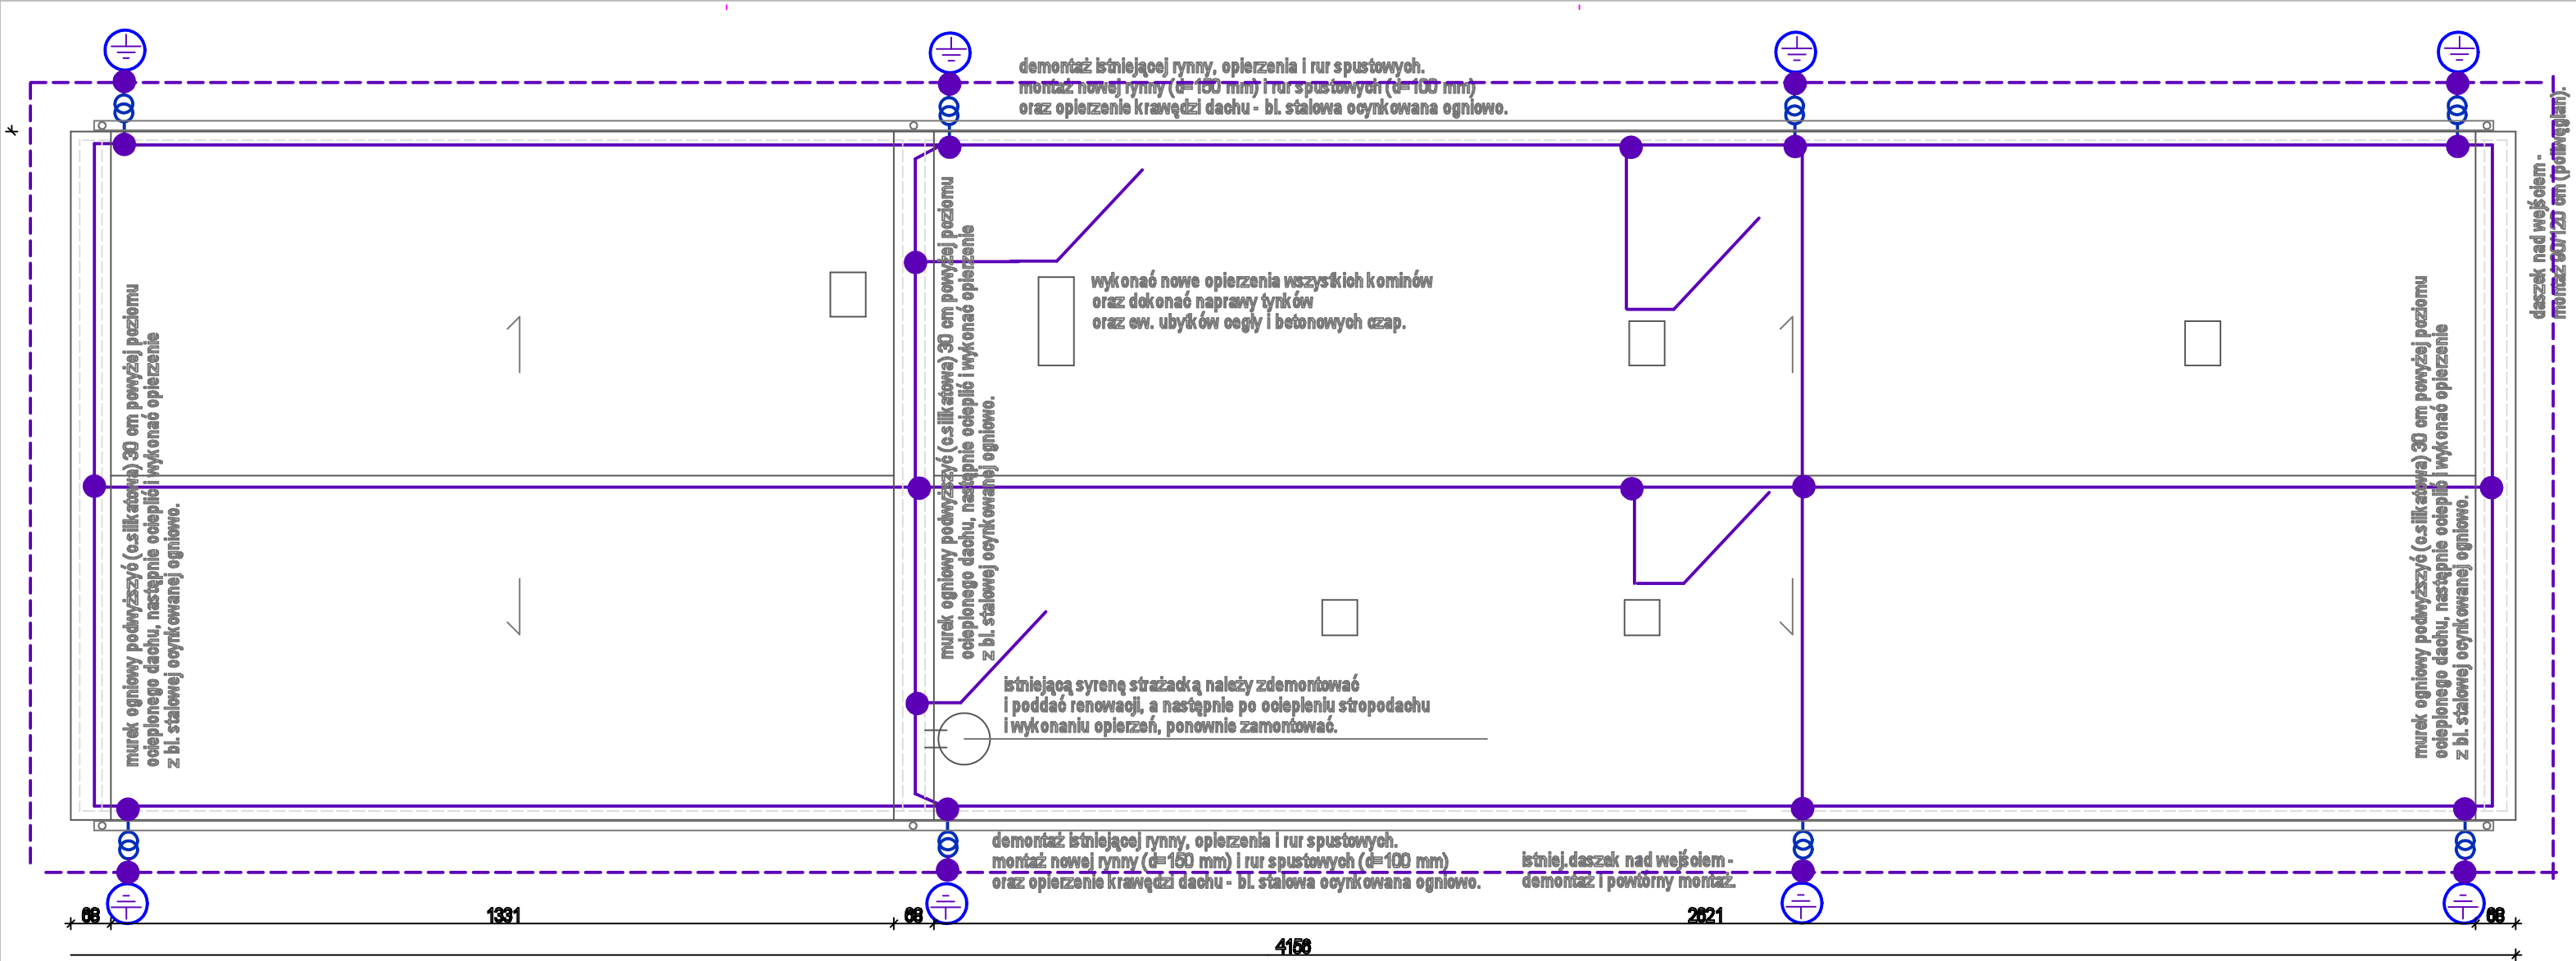 demontaż istniejącej rynny, opierzenia i rur spustowych.
montaż nowej rynny (d=150 mm) i rur spustowych (d=100 mm)
oraz opierzenie krawędzi dachu - bl. stalowa ocynkowana ogniowo.
daszek nad wejściem -
montaż 90/120 cm (poliwęglan).
murek ogniowy podwyższyć (c.silikatowa) 30 cm powyżej poziomu
ocieplonego dachu, następnie ocieplić i wykonać opierzenie
z bl. stalowej ocynkowanej ogniowo.
murek ogniowy podwyższyć (c.silikatowa) 30 cm powyżej poziomu
ocieplonego dachu, następnie ocieplić i wykonać opierzenie
z bl. stalowej ocynkowanej ogniowo.
wykonać nowe opierzenia wszystkich kominów
oraz dokonać naprawy tynków
oraz ew. ubytków cegły i betonowych czap.
murek ogniowy podwyższyć (c.silikatowa) 30 cm powyżej poziomu
ocieplonego dachu, następnie ocieplić i wykonać opierzenie
z bl. stalowej ocynkowanej ogniowo.
istniejącą syrenę strażacką należy zdemontować
i poddać renowacji, a następnie po ociepleniu stropodachu
i wykonaniu opierzeń, ponownie zamontować.
demontaż istniejącej rynny, opierzenia i rur spustowych.
montaż nowej rynny (d=150 mm) i rur spustowych (d=100 mm)
oraz opierzenie krawędzi dachu - bl. stalowa ocynkowana ogniowo.
istniej.daszek nad wejściem -
demontaż i powtórny montaż.
1331